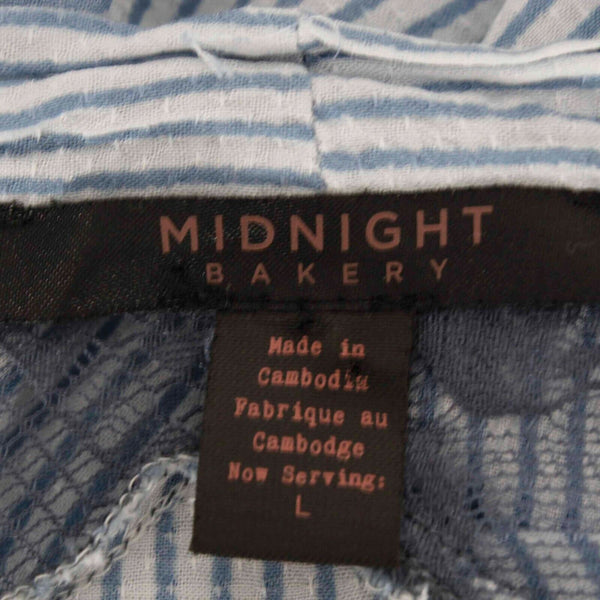 MIDNIGHT
BAKERY
Made in
Cambodia
Fabrique au
Cambodge
Now Serving:
L